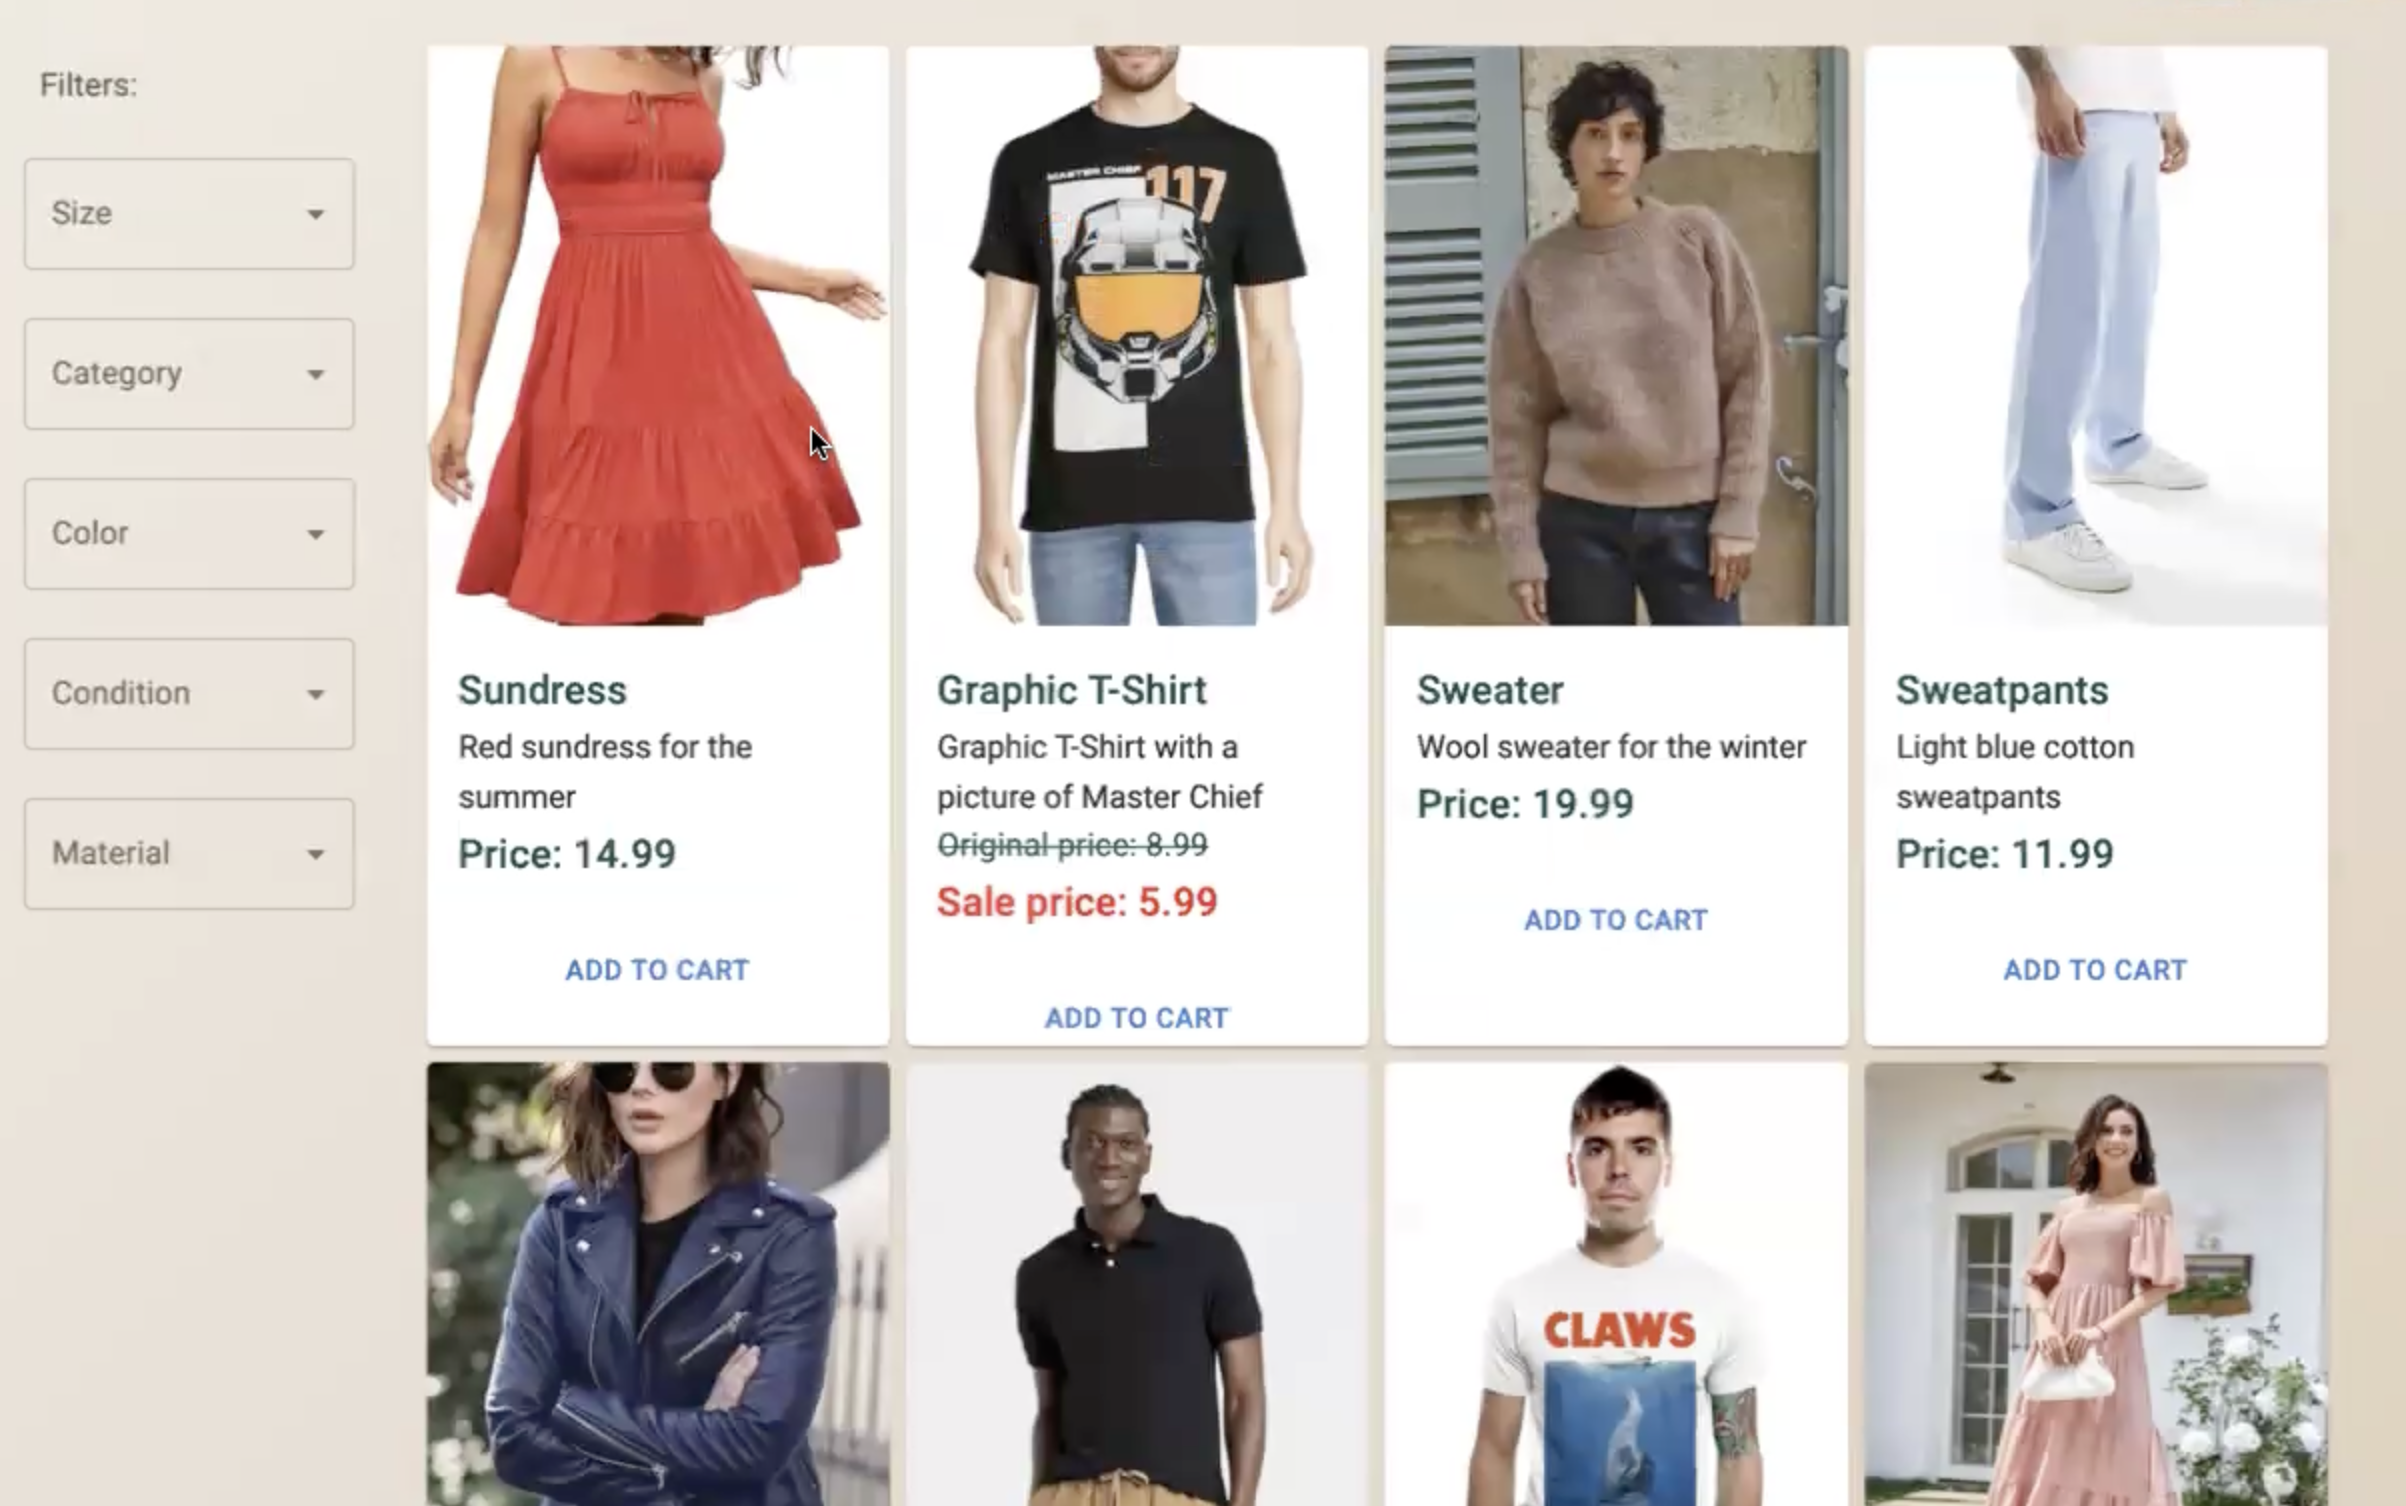 Filters:
Size
Category
Color
Condition
Material
MASTER CHIEF
117
Sundress
Red sundress for the
summer
Price: 14.99
ADD TO CART
Graphic T-Shirt
Graphic T-Shirt with a
picture of Master Chief
Original price: 8.99
Sale price: 5.99
ADD TO CART
Sweater
Wool sweater for the winter
Price: 19.99
ADD TO CART
Sweatpants
Light blue cotton
sweatpants
Price: 11.99
ADD TO CART
CLAWS